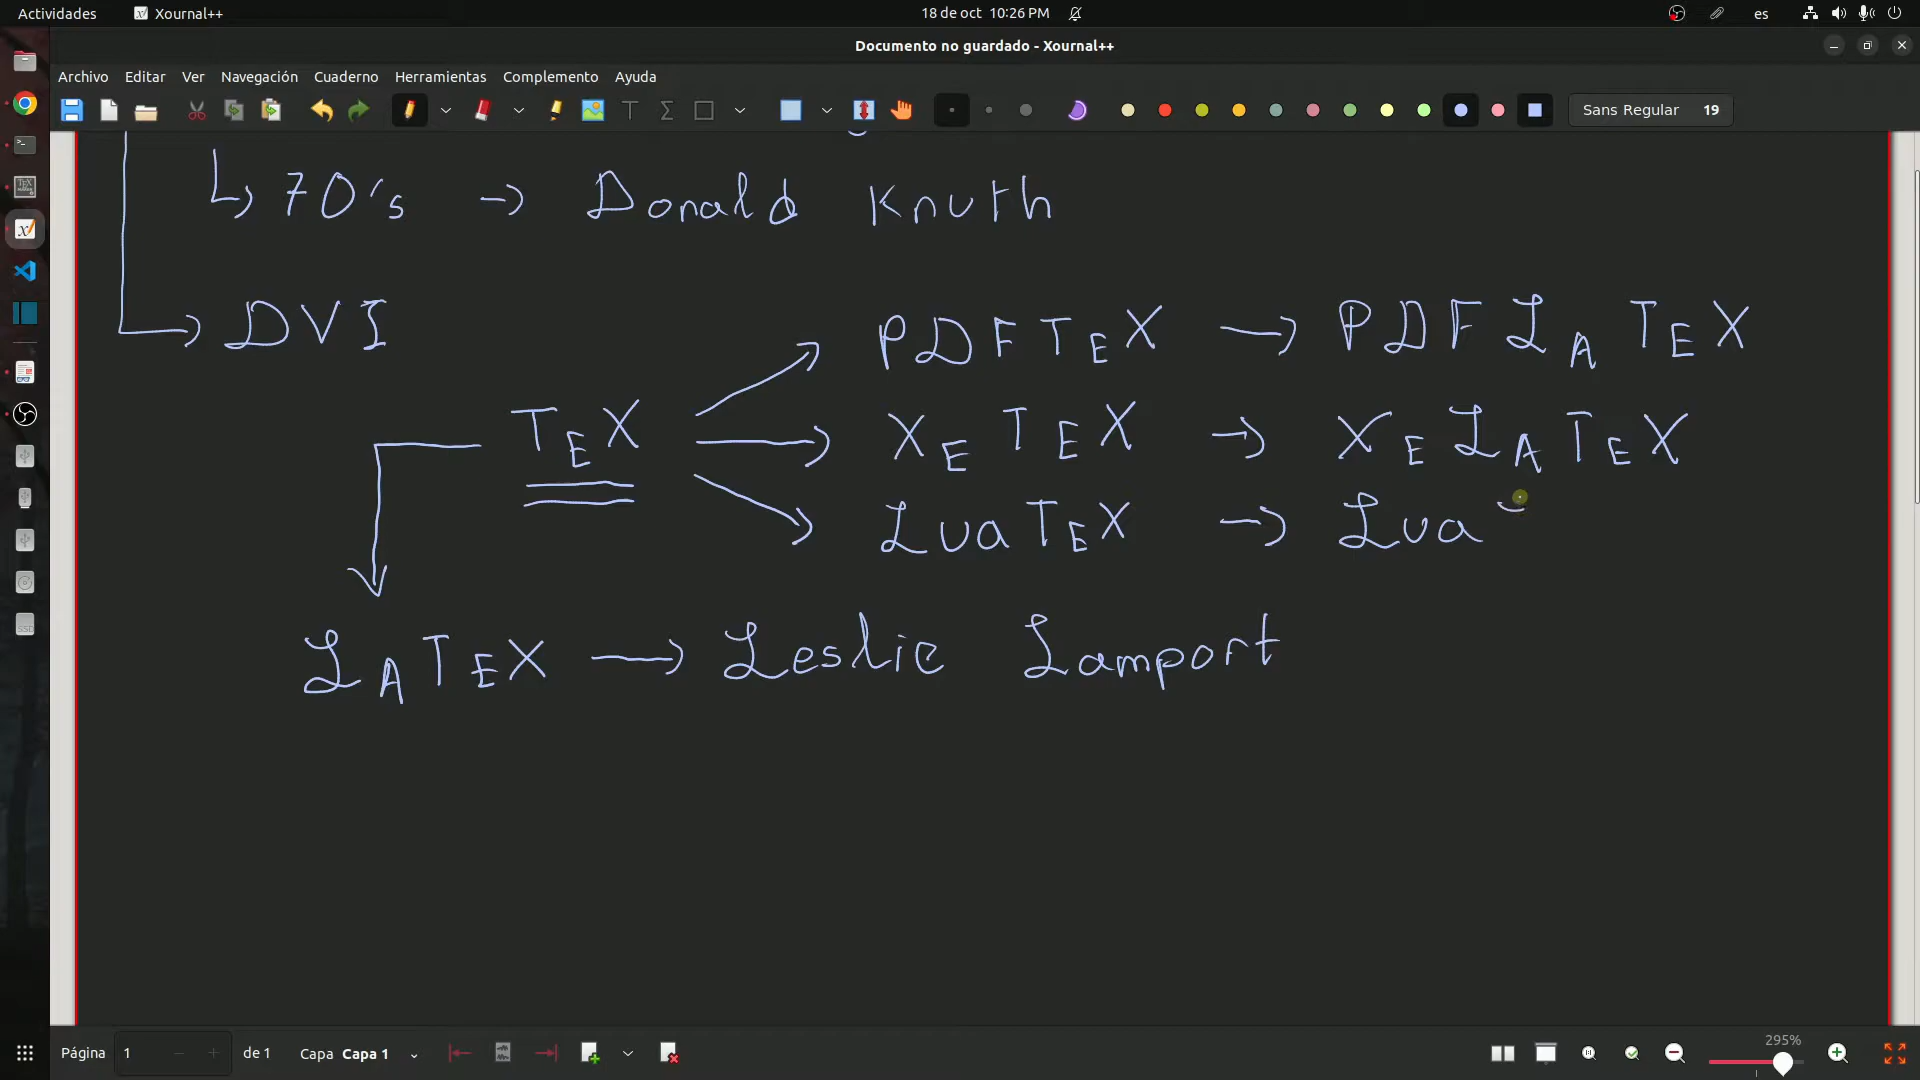 Actividades Xournal++ 18 de oct 10:26 PM es
Documento no guardado - Xournal++
Archivo Editar Ver Navegación Cuaderno Herramientas Complemento Ayuda
Sans Regular 19
↳ 70's → Donald Knuth
↳ DVI
PDFTEX → PDFLATEX
TEX → XETEX → XELATEX
LuaTEX → Lua
LATEX → Leslie Lamport
Página 1 de 1 Capa Capa 1 295%